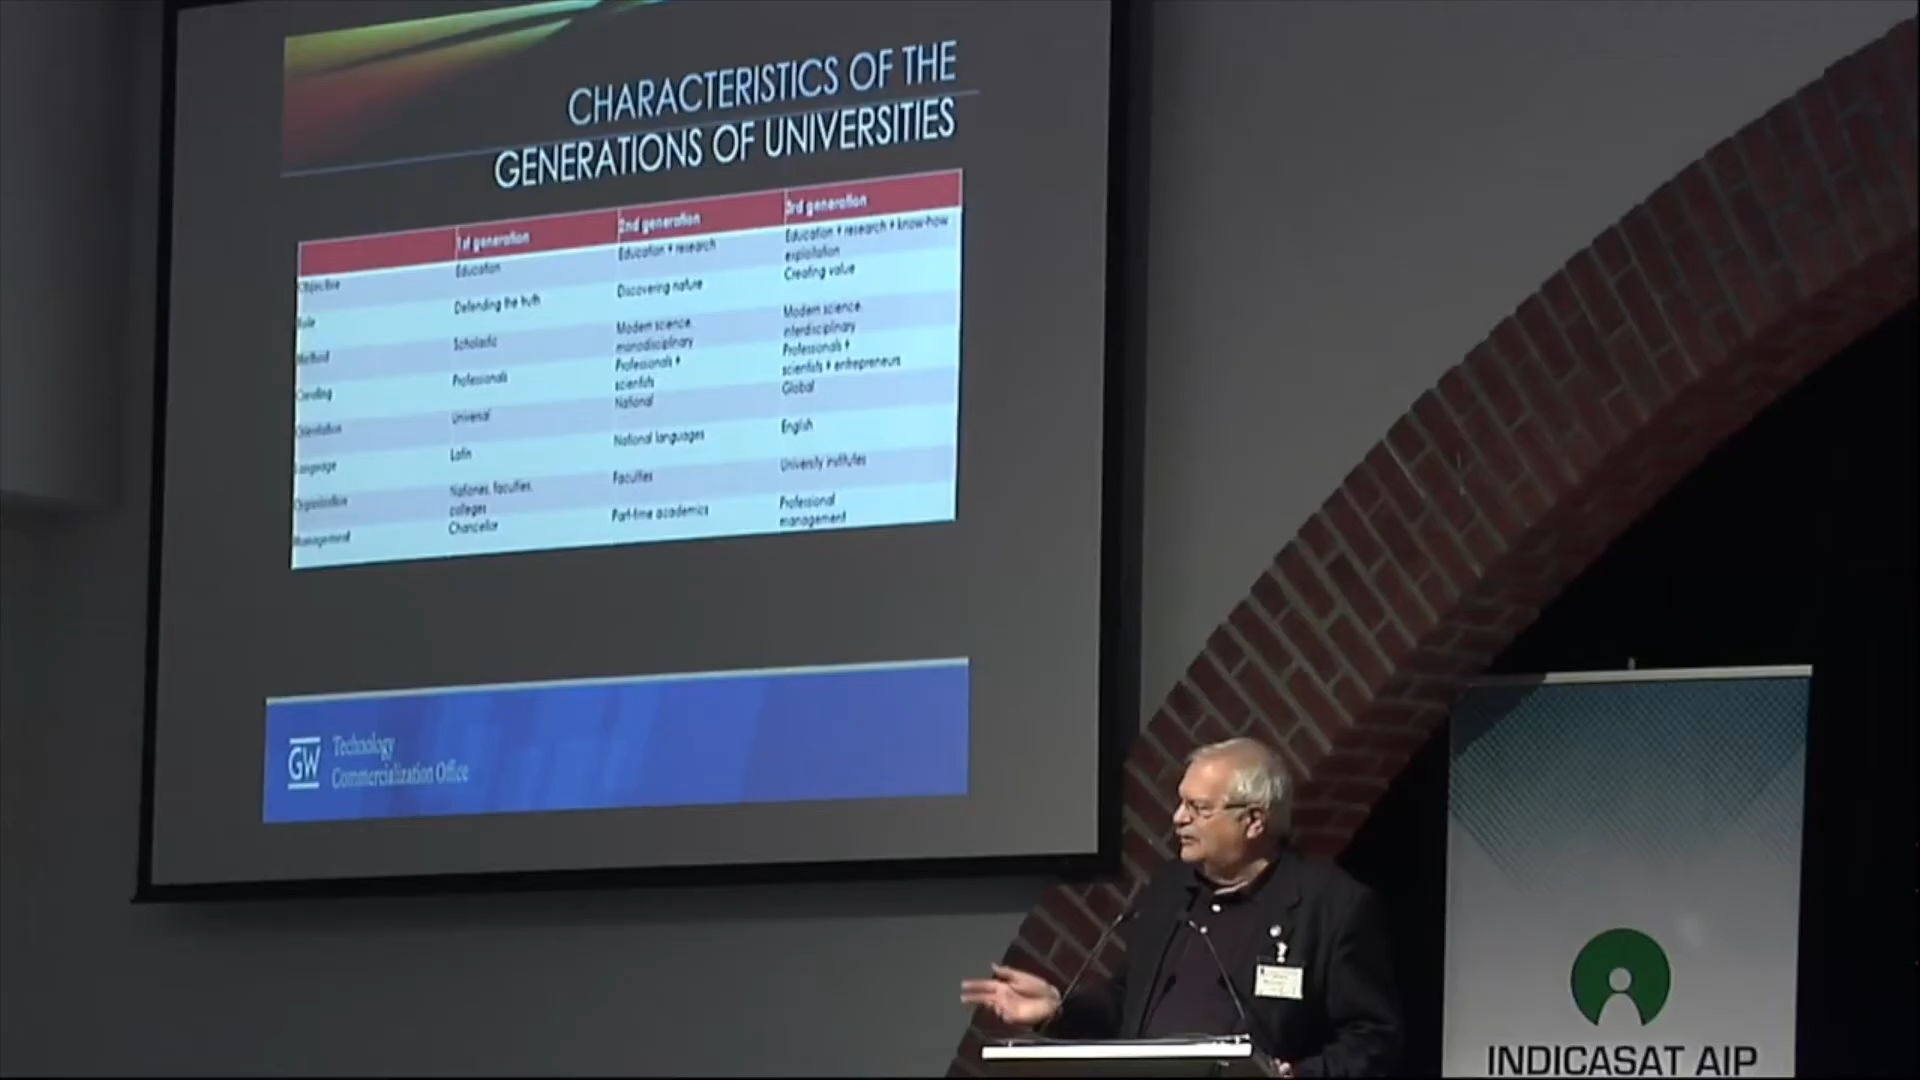 CHARACTERISTICS OF THE
GENERATIONS OF UNIVERSITIES
1st generation 2nd generation 3rd generation
Objective Education Education + research Education + research + know-how
exploitation
Role Defending the truth Discovering nature Creating value
Method Scholastic Modern science, Modern science,
monodisciplinary interdisciplinary
Creating Professionals Professionals + Professionals +
scientists scientists + entrepreneurs
Orientation Universal National Global
Language Latin National languages English
Organization Nationes, faculties, Faculties University institutes
colleges
Management Chancellor Part-time academics Professional
management
GW Technology
Commercialization Office
INDICASAT AIP